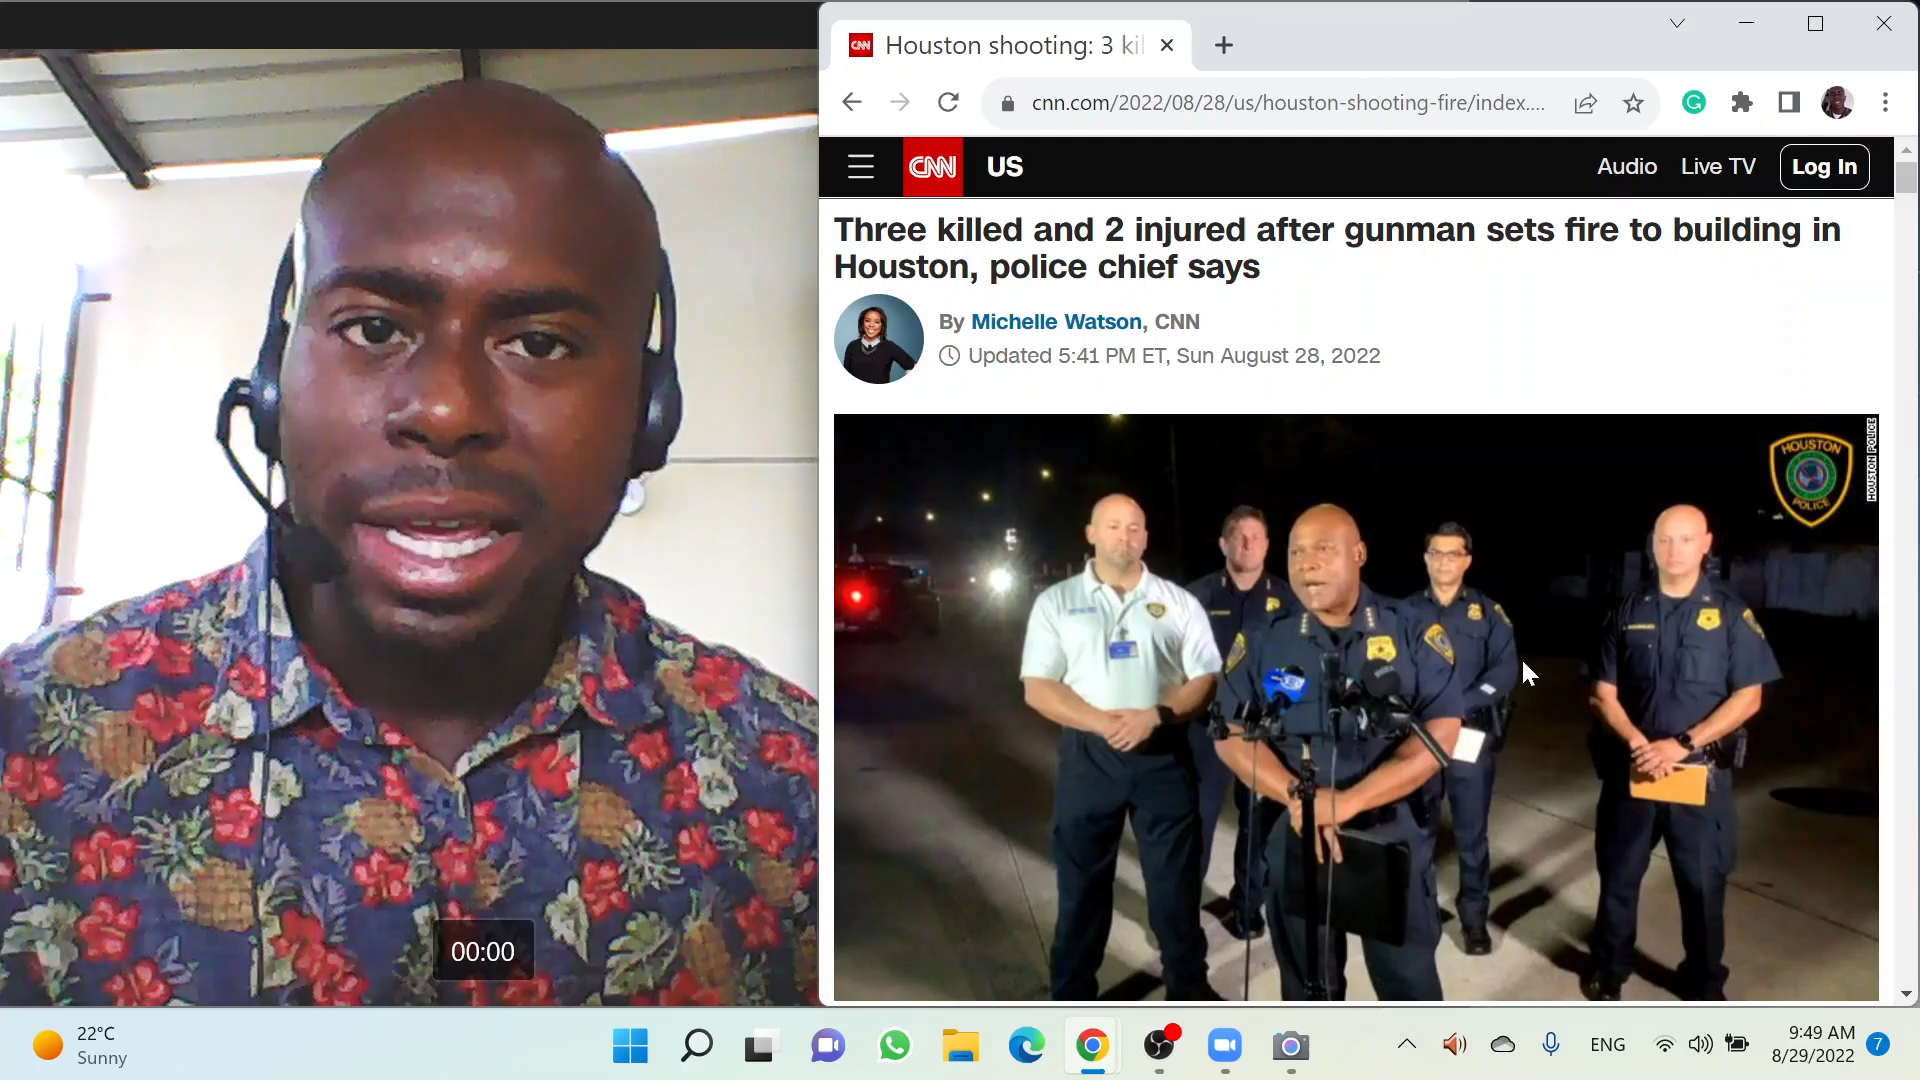 Houston shooting: 3 kil
cnn.com/2022/08/28/us/houston-shooting-fire/index....
CNN
US
Audio
Live TV
Log In
Three killed and 2 injured after gunman sets fire to building in
Houston, police chief says
By Michelle Watson, CNN
Updated 5:41 PM ET, Sun August 28, 2022
HOUSTON
POLICE
HOUSTON POLICE
00:00
22°C
Sunny
ENG
9:49 AM
8/29/2022
7